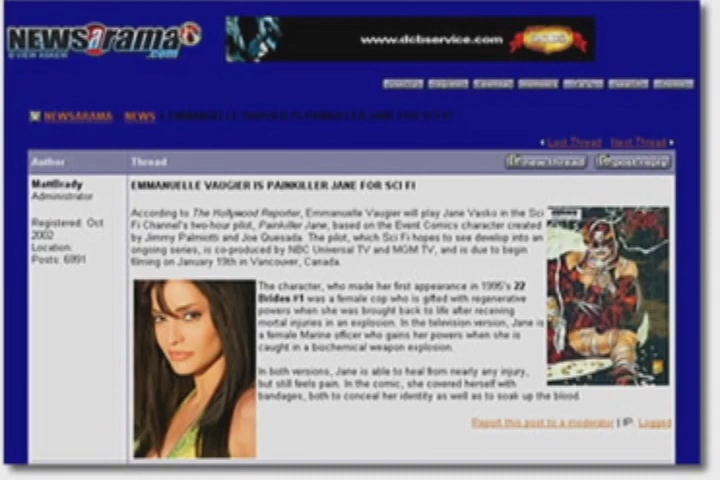 NEWSarama
.com
www.dcbservice.com
NEWSARAMA NEWS
Last Thread Next Thread
Author Thread new thread post reply
MattBrady
Administrator
Registered: Oct
2002
Location:
Posts: 6991
EMMANUELLE VAUGIER IS PAINKILLER JANE FOR SCI FI
According to The Hollywood Reporter, Emmanuelle Vaugier will play Jane Vasko in the Sci
Fi Channel's two-hour pilot, Painkiller Jane, based on the Event Comics character created
by Jimmy Palmiotti and Joe Quesada. The pilot, which Sci Fi hopes to see develop into an
ongoing series, is co-produced by NBC Universal TV and MGM TV, and is due to begin
filming on January 19th in Vancouver, Canada.
The character, who made her first appearance in 1995's 22
Brides #1 was a female cop who is gifted with regenerative
powers when she was brought back to life after receiving
mortal injuries in an explosion. In the television version, Jane is
a female Marine officer who gains her powers when she is
caught in a biochemical weapon explosion.
In both versions, Jane is able to heal from nearly any injury,
but still feels pain. In the comic, she covered herself with
bandages, both to conceal her identity as well as to soak up the blood.
Report this post to a moderator | IP: Logged